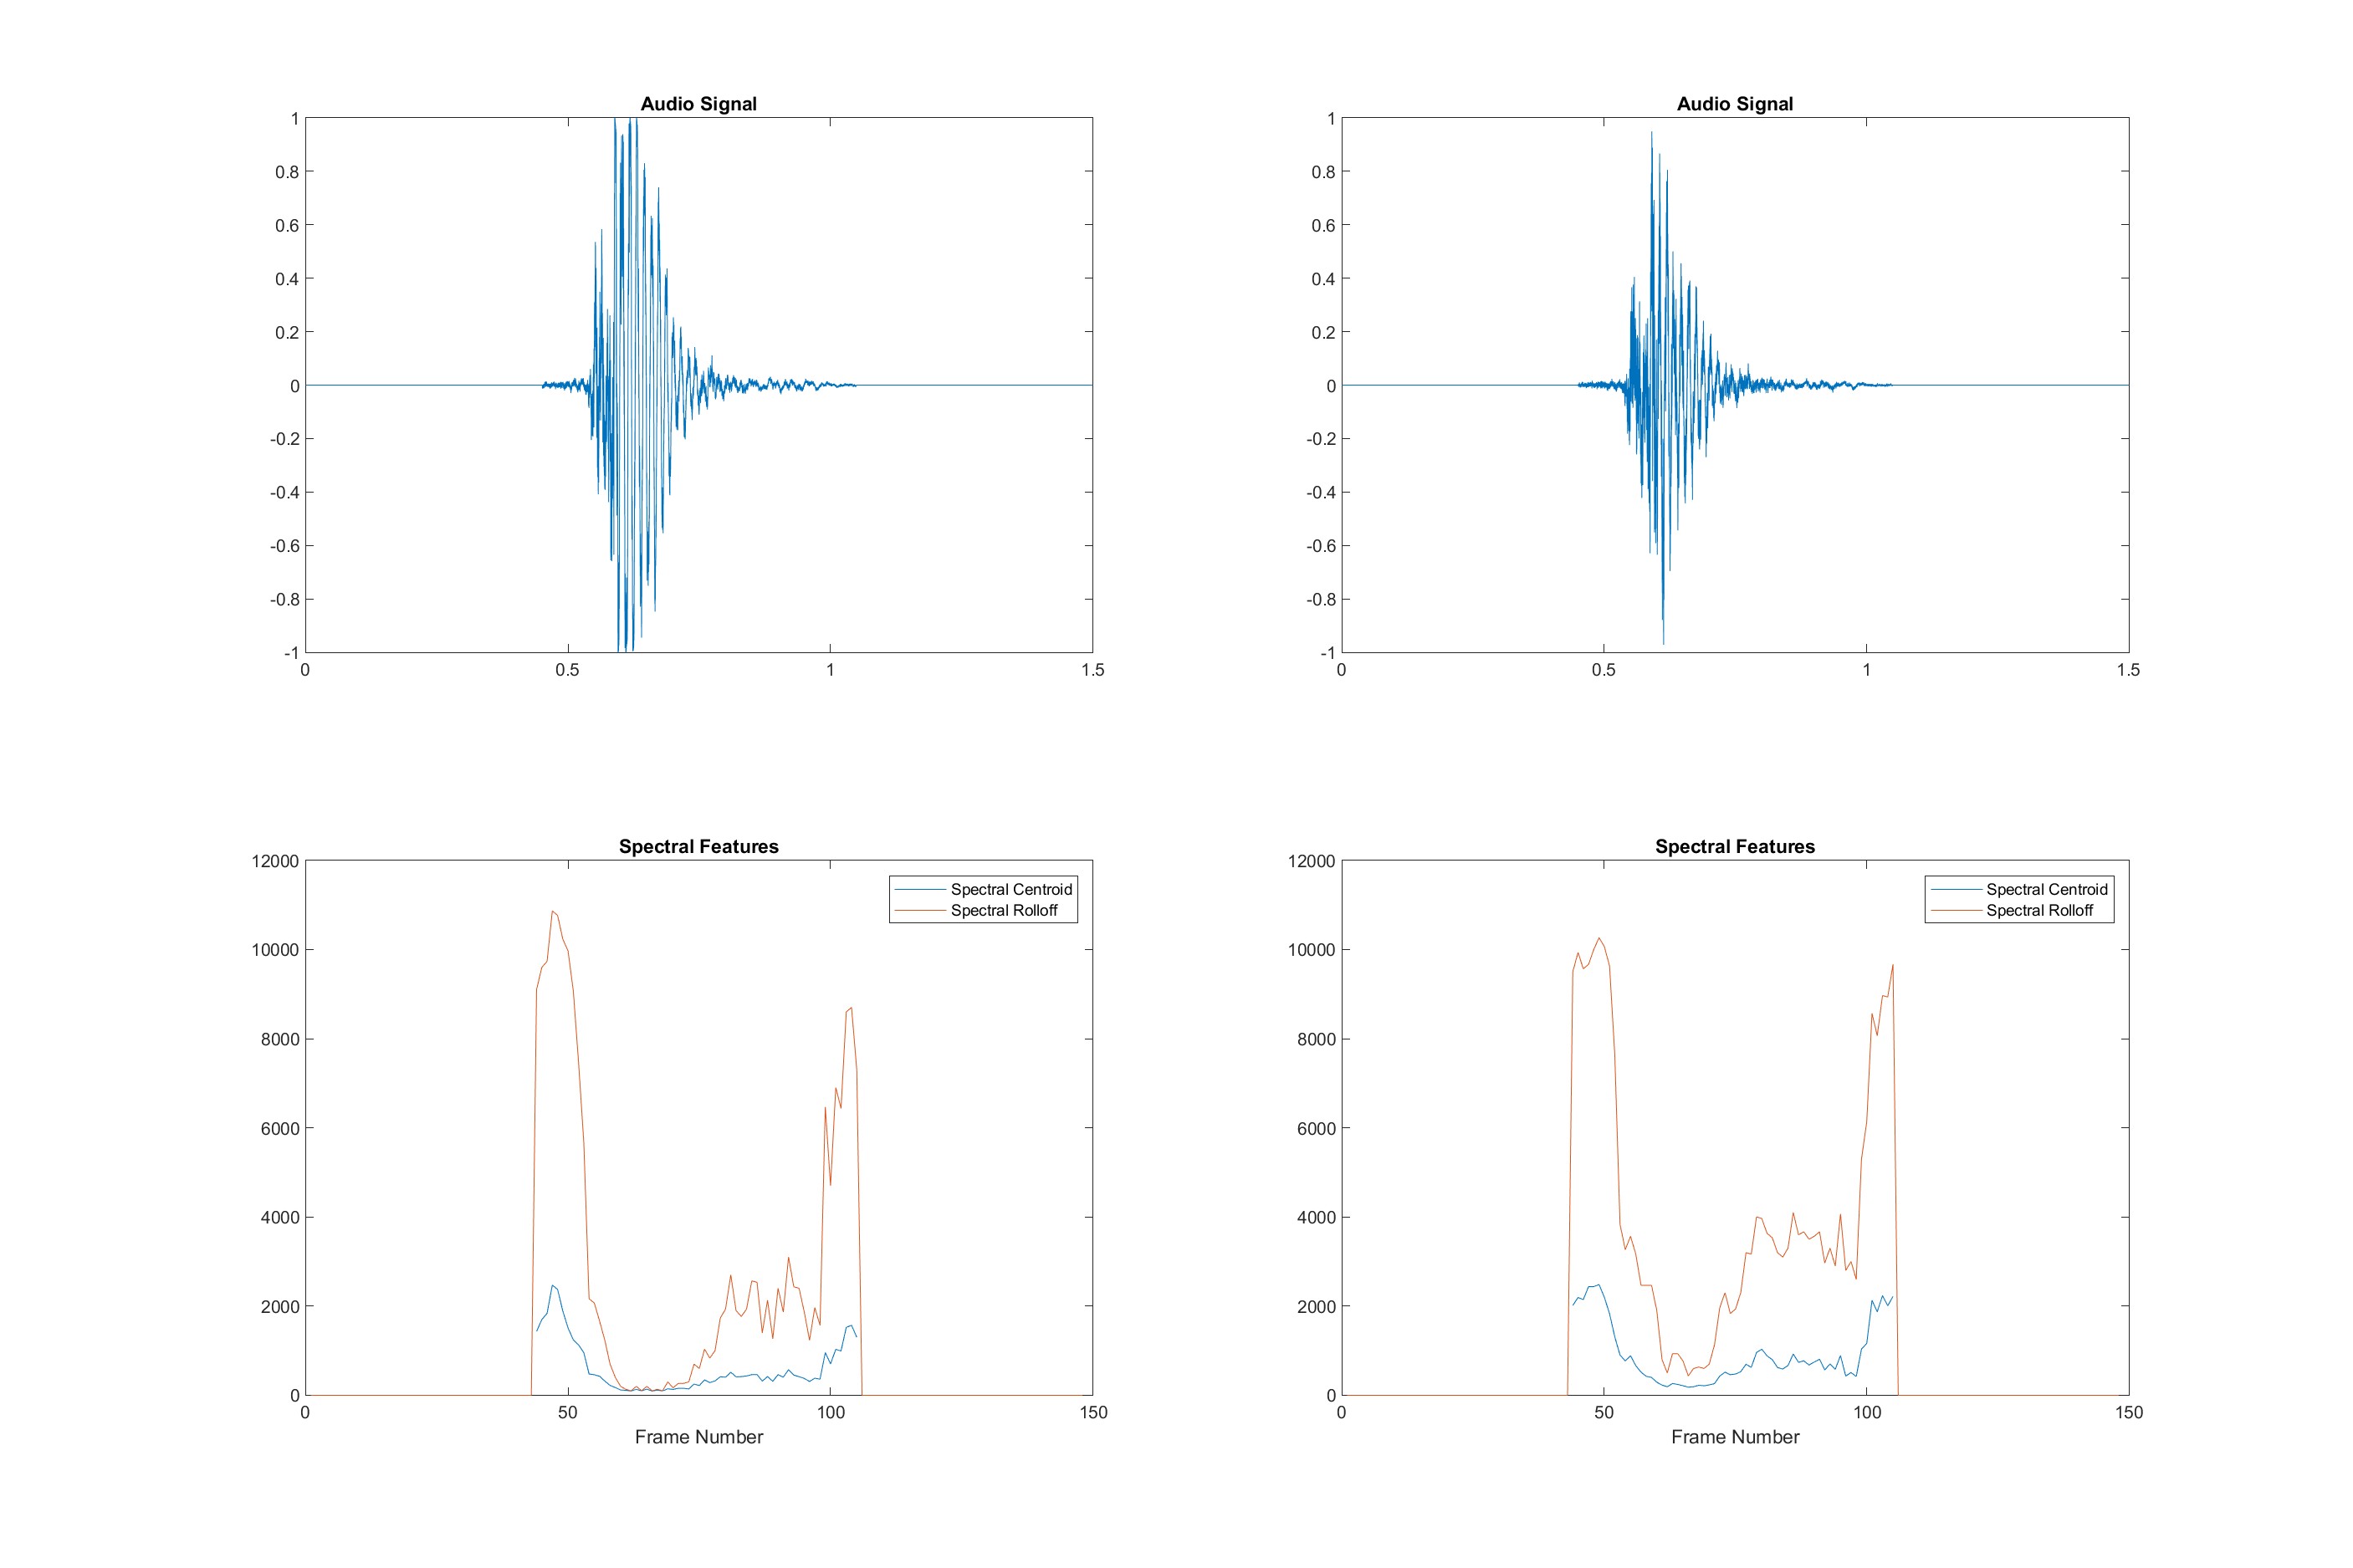 Audio Signal
1
0.8
0.6
0.4
0.2
0
-0.2
-0.4
-0.6
-0.8
-1
0 0.5 1 1.5
Audio Signal
1
0.8
0.6
0.4
0.2
0
-0.2
-0.4
-0.6
-0.8
-1
0 0.5 1 1.5
Spectral Features
12000
10000
8000
6000
4000
2000
0
Spectral Centroid
Spectral Rolloff
0 50 100 150
Frame Number
Spectral Features
12000
10000
8000
6000
4000
2000
0
Spectral Centroid
Spectral Rolloff
0 50 100 150
Frame Number